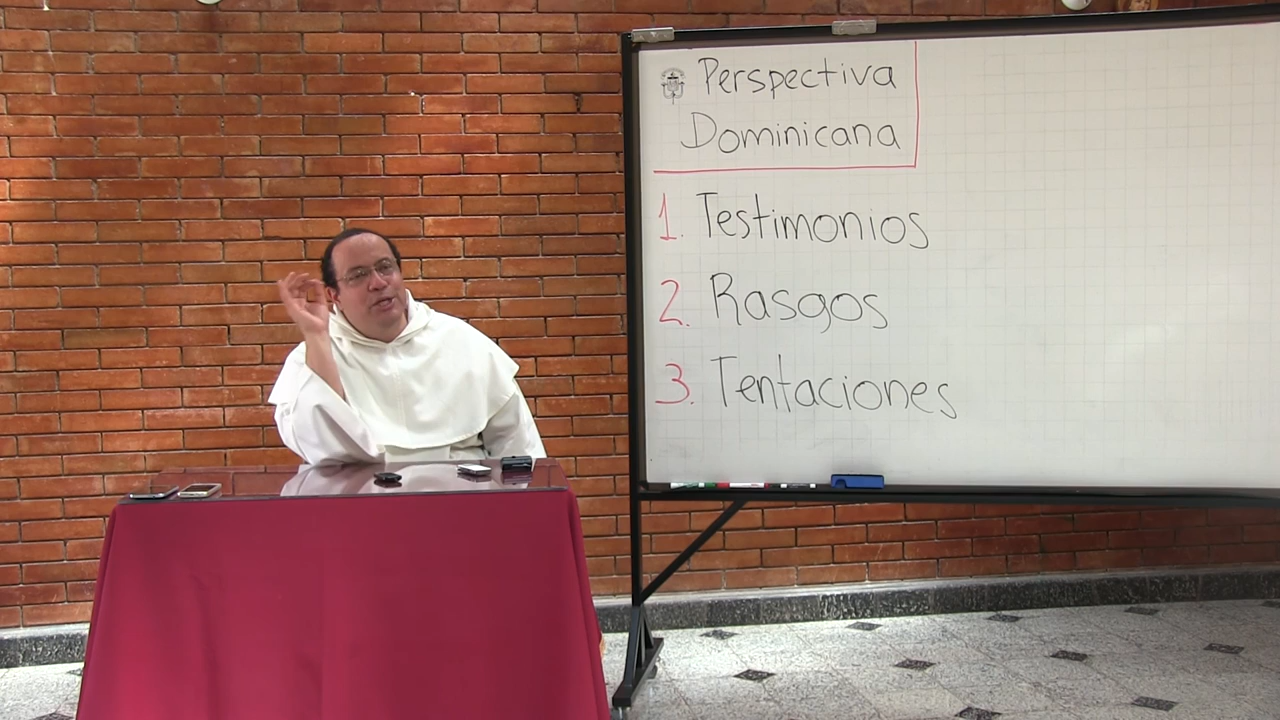 Perspectiva
Dominicana
1. Testimonios
2. Rasgos
3. Tentaciones